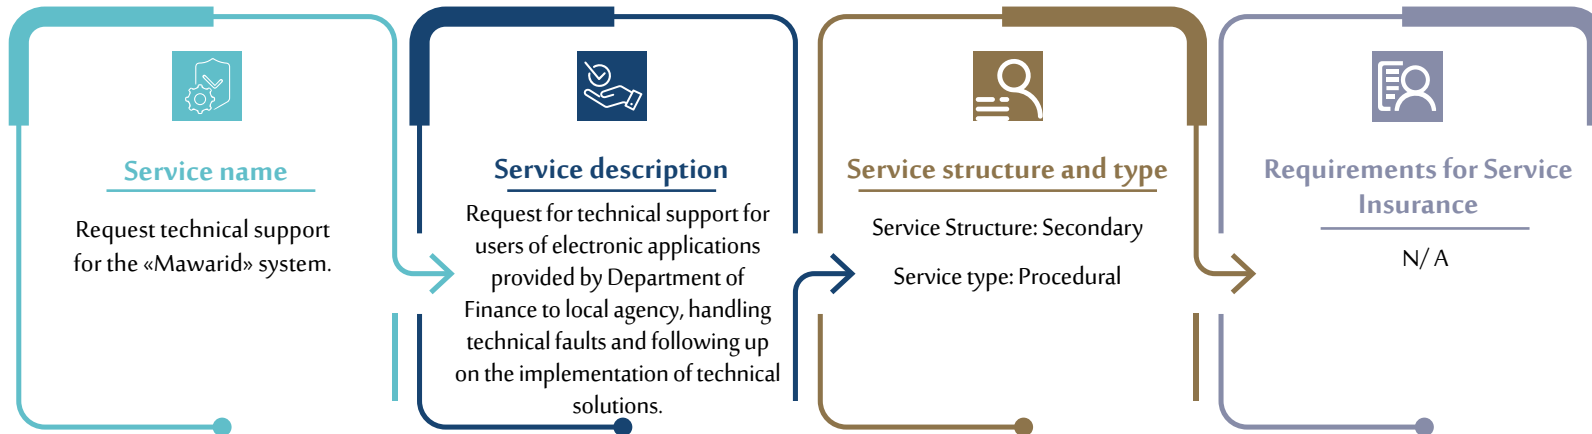 Service name
Request technical support
for the «Mawarid» system.
Service description
Request for technical support for
users of electronic applications
provided by Department of
Finance to local agency, handling
technical faults and following up
on the implementation of technical
solutions.
Service structure and type
Service Structure: Secondary
Service type: Procedural
Requirements for Service
Insurance
N/ A